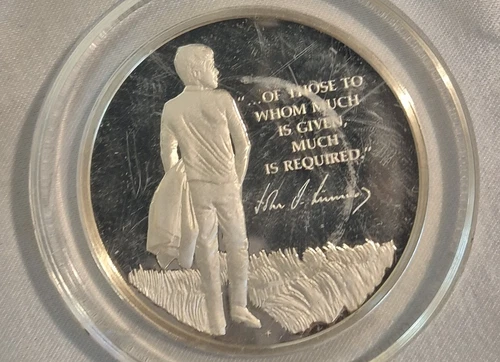 "...OF THOSE TO
WHOM MUCH
IS GIVEN,
MUCH
IS REQUIRED."